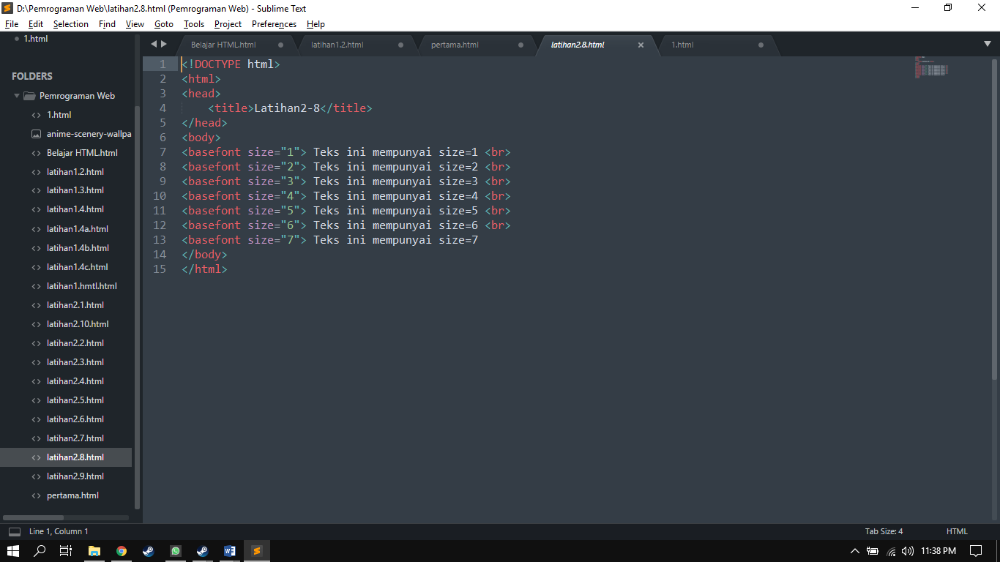 D:\Pemrograman Web\latihan2.8.html (Pemrograman Web) - Sublime Text
File Edit Selection Find View Goto Tools Project Preferences Help
1.html
FOLDERS
Pemrograman Web
1.html
anime-scenery-wallpa
Belajar HTML.html
latihan1.2.html
latihan1.3.html
latihan1.4.html
latihan1.4a.html
latihan1.4b.html
latihan1.4c.html
latihan1.hmtl.html
latihan2.1.html
latihan2.10.html
latihan2.2.html
latihan2.3.html
latihan2.4.html
latihan2.5.html
latihan2.6.html
latihan2.7.html
latihan2.8.html
latihan2.9.html
pertama.html
Belajar HTML.html latihan1.2.html pertama.html latihan2.8.html 1.html
1 <!DOCTYPE html>
2 <html>
3 <head>
4     <title>Latihan2-8</title>
5 </head>
6 <body>
7 <basefont size="1"> Teks ini mempunyai size=1 <br>
8 <basefont size="2"> Teks ini mempunyai size=2 <br>
9 <basefont size="3"> Teks ini mempunyai size=3 <br>
10 <basefont size="4"> Teks ini mempunyai size=4 <br>
11 <basefont size="5"> Teks ini mempunyai size=5 <br>
12 <basefont size="6"> Teks ini mempunyai size=6 <br>
13 <basefont size="7"> Teks ini mempunyai size=7
14 </body>
15 </html>
Line 1, Column 1 Tab Size: 4 HTML
11:38 PM